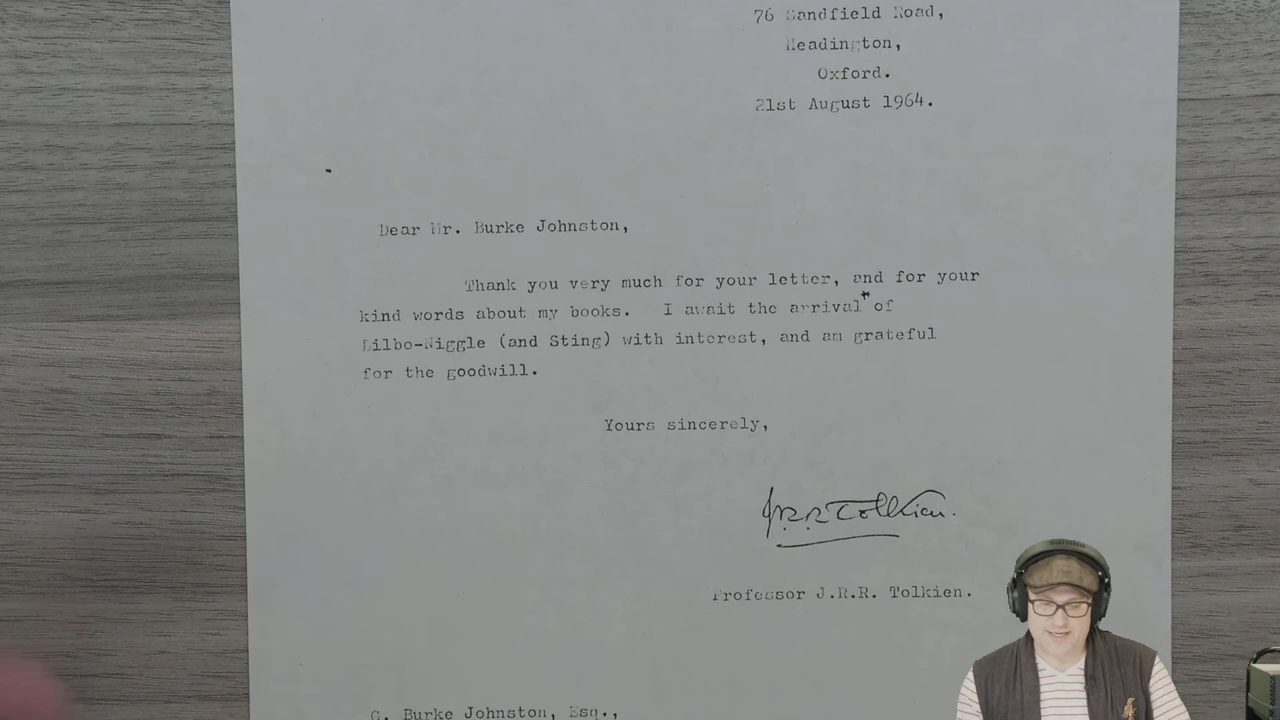 76 Sandfield Road,
Headington,
Oxford.
21st August 1964.
Dear Mr. Burke Johnston,
Thank you very much for your letter, and for your
kind words about my books. I await the arrival of
Bilbo-Niggle (and Sting) with interest, and am grateful
for the goodwill.
Yours sincerely,
J.R.R. Tolkien.
Professor J.R.R. Tolkien.
C. Burke Johnston, Esq.,